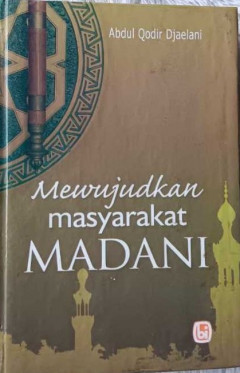 Abdul Qodir Djaelani
Mewujudkan
masyarakat
MADANI